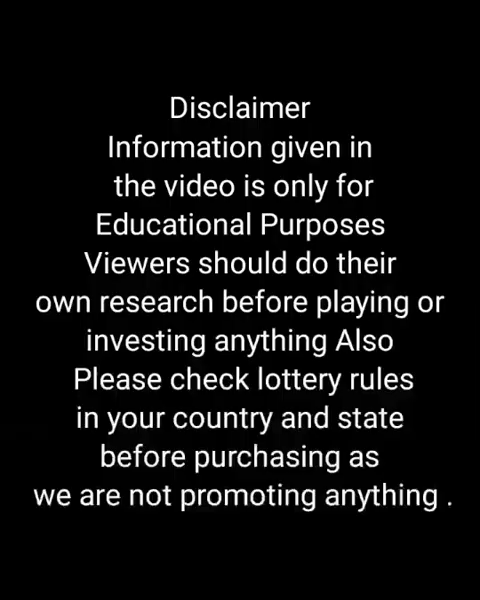 Disclaimer
Information given in
the video is only for
Educational Purposes
Viewers should do their
own research before playing or
investing anything Also
Please check lottery rules
in your country and state
before purchasing as
we are not promoting anything .